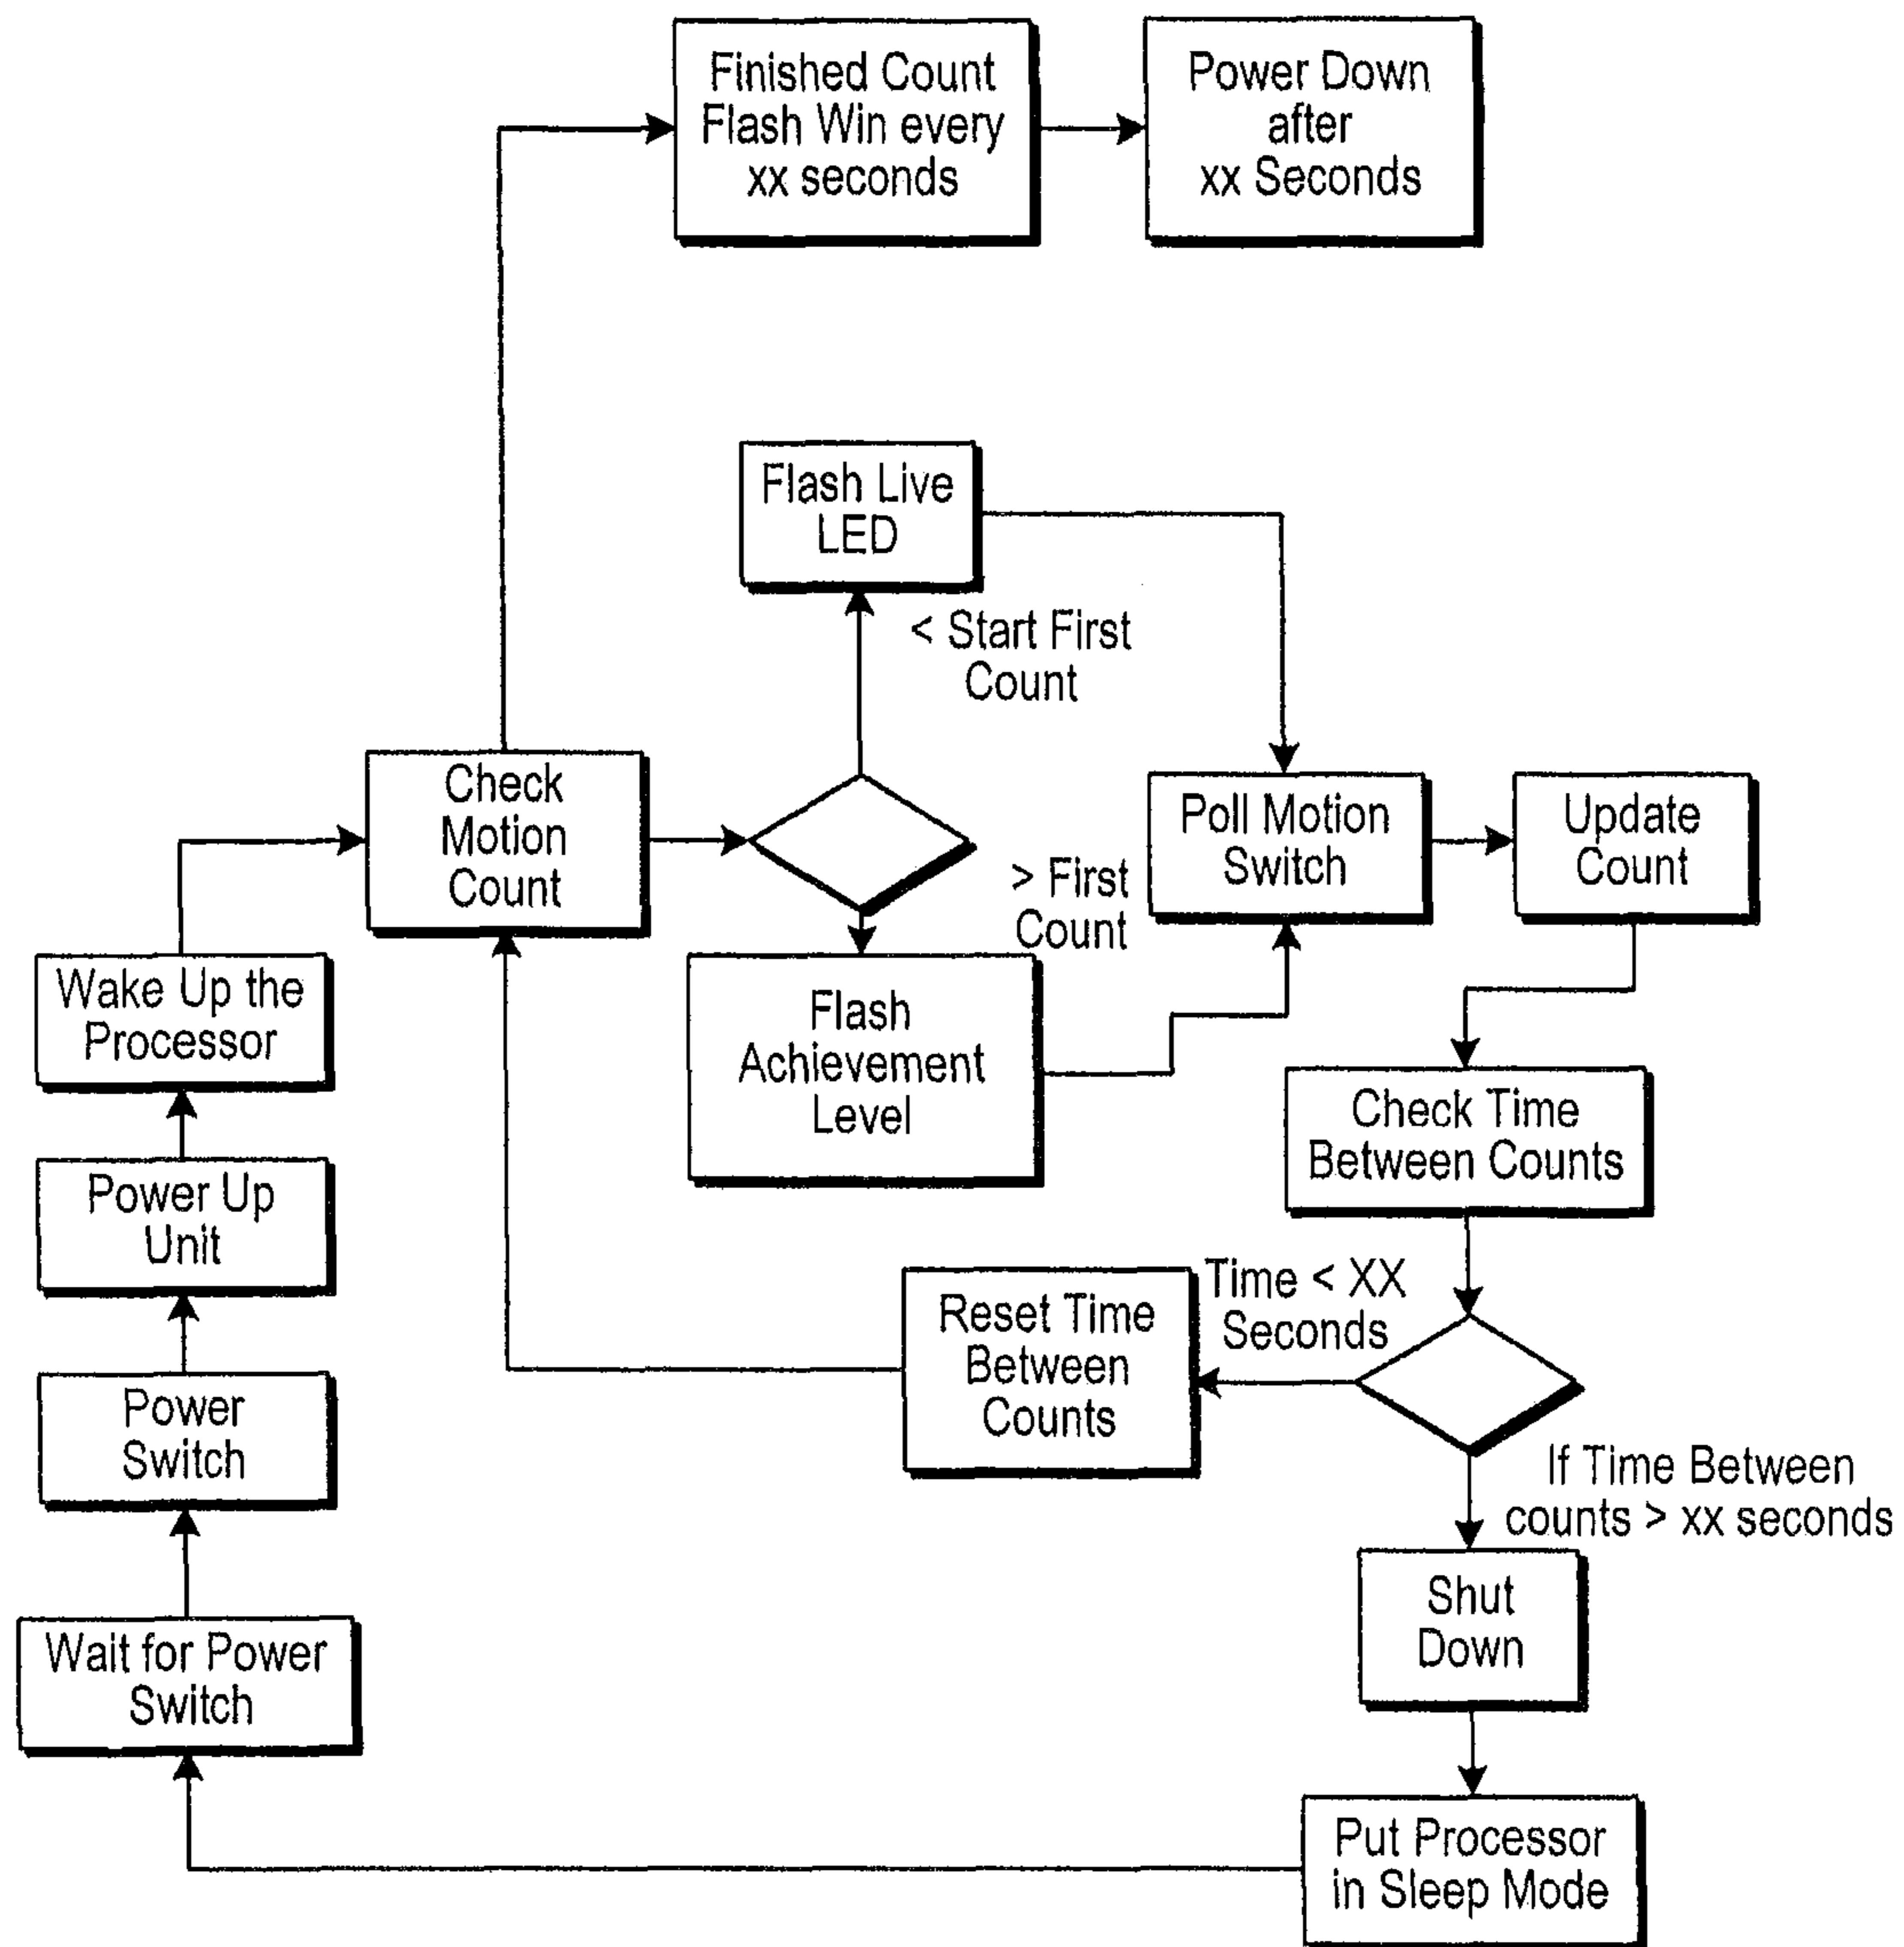 Finished Count
Flash Win every
xx seconds
Power Down
after
xx Seconds
Flash Live
LED
< Start First
Count
Check
Motion
Count
Poll Motion
Switch
Update
Count
> First
Count
Wake Up the
Processor
Flash
Achievement
Level
Check Time
Between Counts
Power Up
Unit
Time < XX
Seconds
Reset Time
Between
Counts
Power
Switch
If Time Between
counts > xx seconds
Shut
Down
Wait for Power
Switch
Put Processor
in Sleep Mode